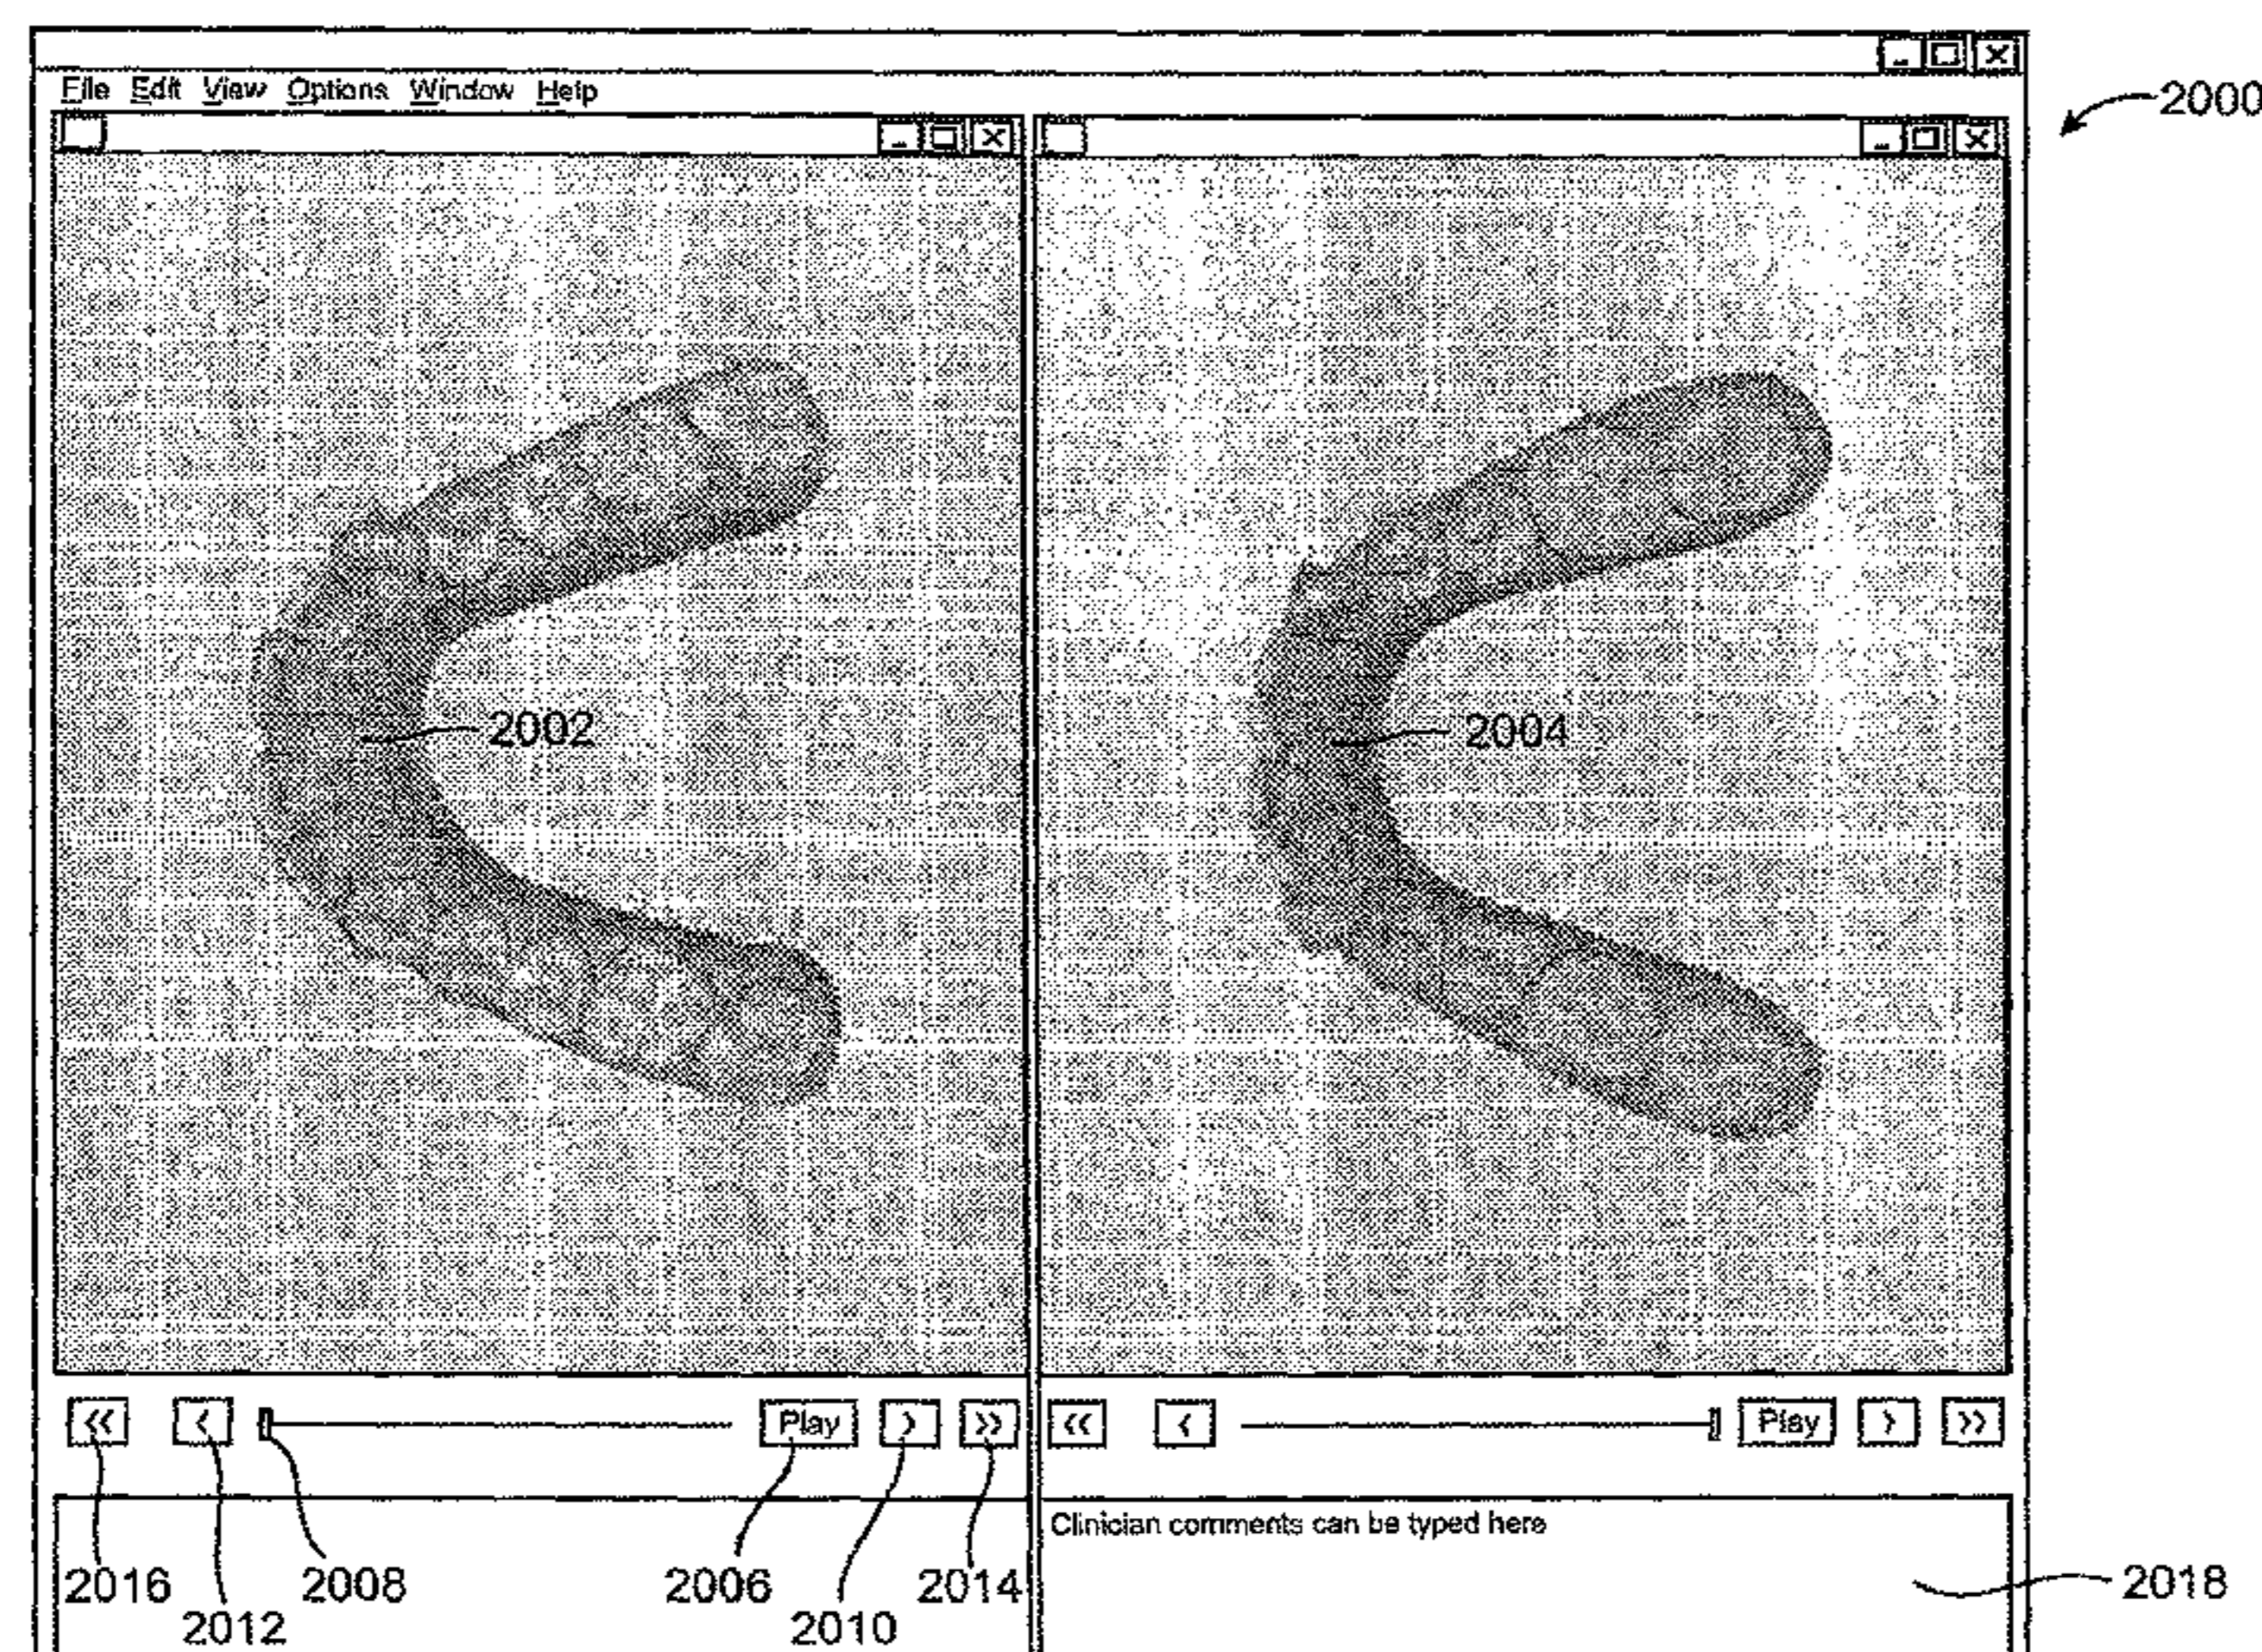 File Edit View Options Window Help
2000
2002
2004
<< < Play > >> << < Play > >>
Clinician comments can be typed here
2016 2008 2006 2014 2018
2012 2010